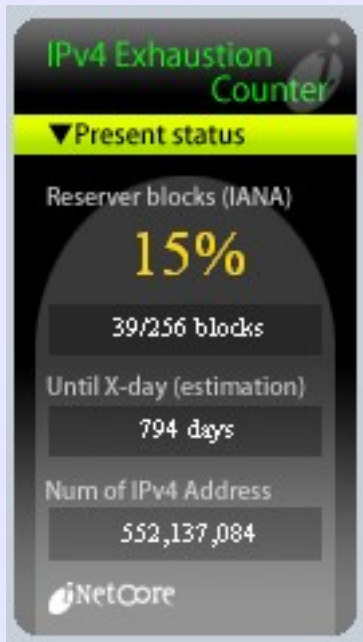 IPv4 Exhaustion
Counter
▼Present status
Reserver blocks (IANA)
15%
39/256 blocks
Until X-day (estimation)
794 days
Num of IPv4 Address
552,137,084
iNetCore